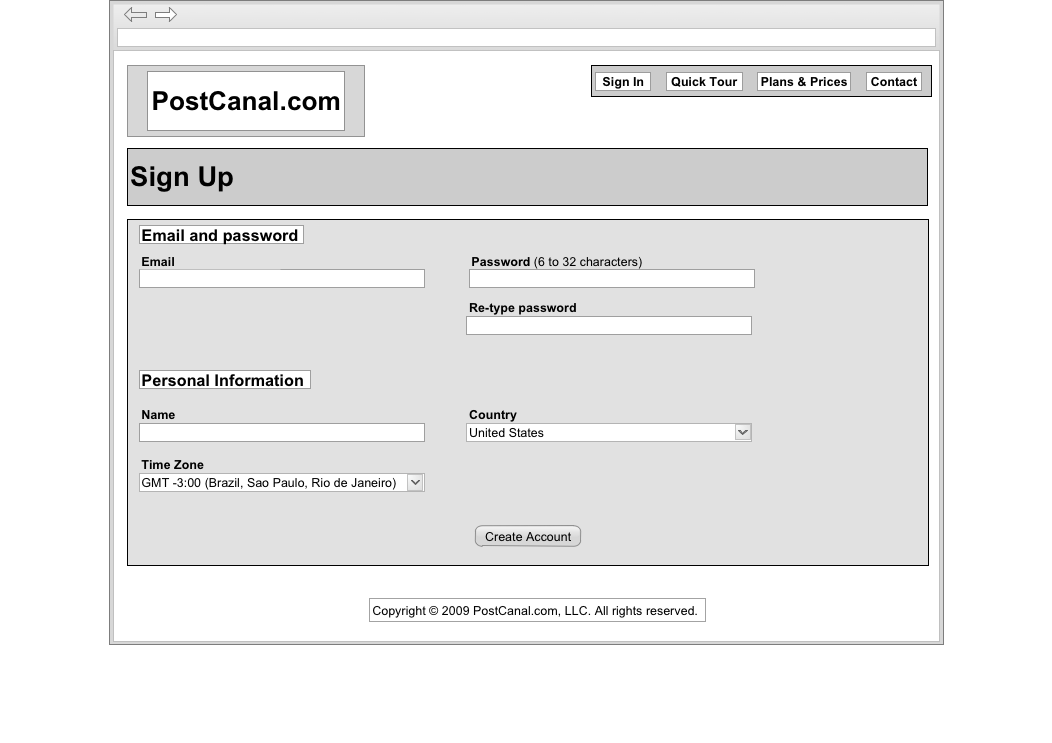 PostCanal.com
Sign In Quick Tour Plans & Prices Contact
Sign Up
Email and password
Email Password (6 to 32 characters)
Re-type password
Personal Information
Name Country
United States
Time Zone
GMT -3:00 (Brazil, Sao Paulo, Rio de Janeiro)
Create Account
Copyright © 2009 PostCanal.com, LLC. All rights reserved.